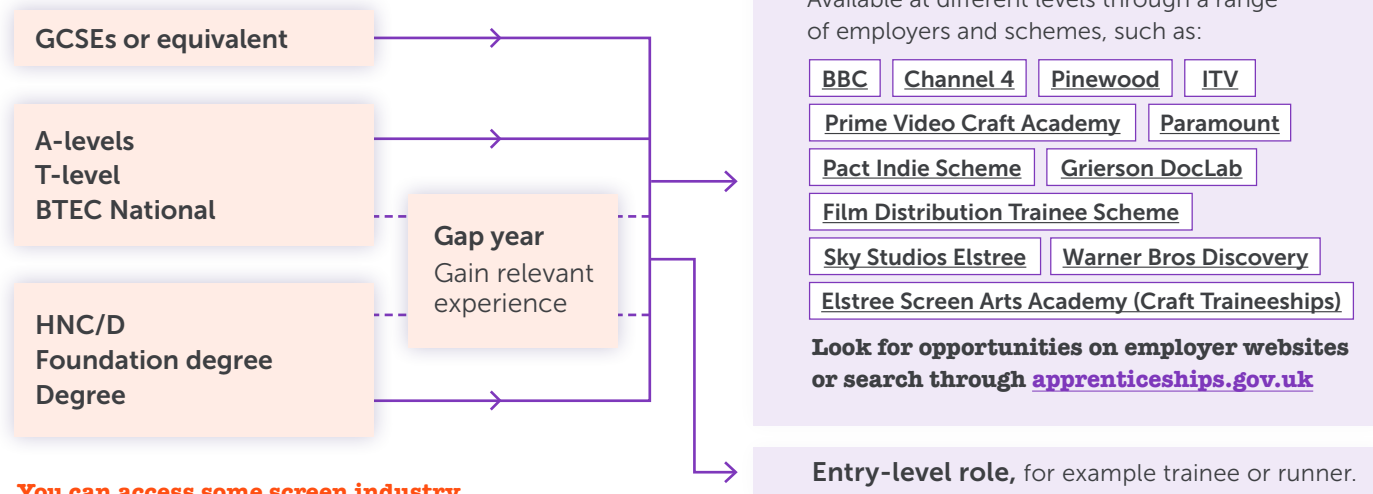 GCSEs or equivalent
A-levels
T-level
BTEC National
Gap year
Gain relevant
experience
HNC/D
Foundation degree
Degree
You can access some screen industry
Available at different levels through a range
of employers and schemes, such as:
BBC Channel 4 Pinewood ITV
Prime Video Craft Academy Paramount
Pact Indie Scheme Grierson DocLab
Film Distribution Trainee Scheme
Sky Studios Elstree Warner Bros Discovery
Elstree Screen Arts Academy (Craft Traineeships)
Look for opportunities on employer websites
or search through apprenticeships.gov.uk
Entry-level role, for example trainee or runner.